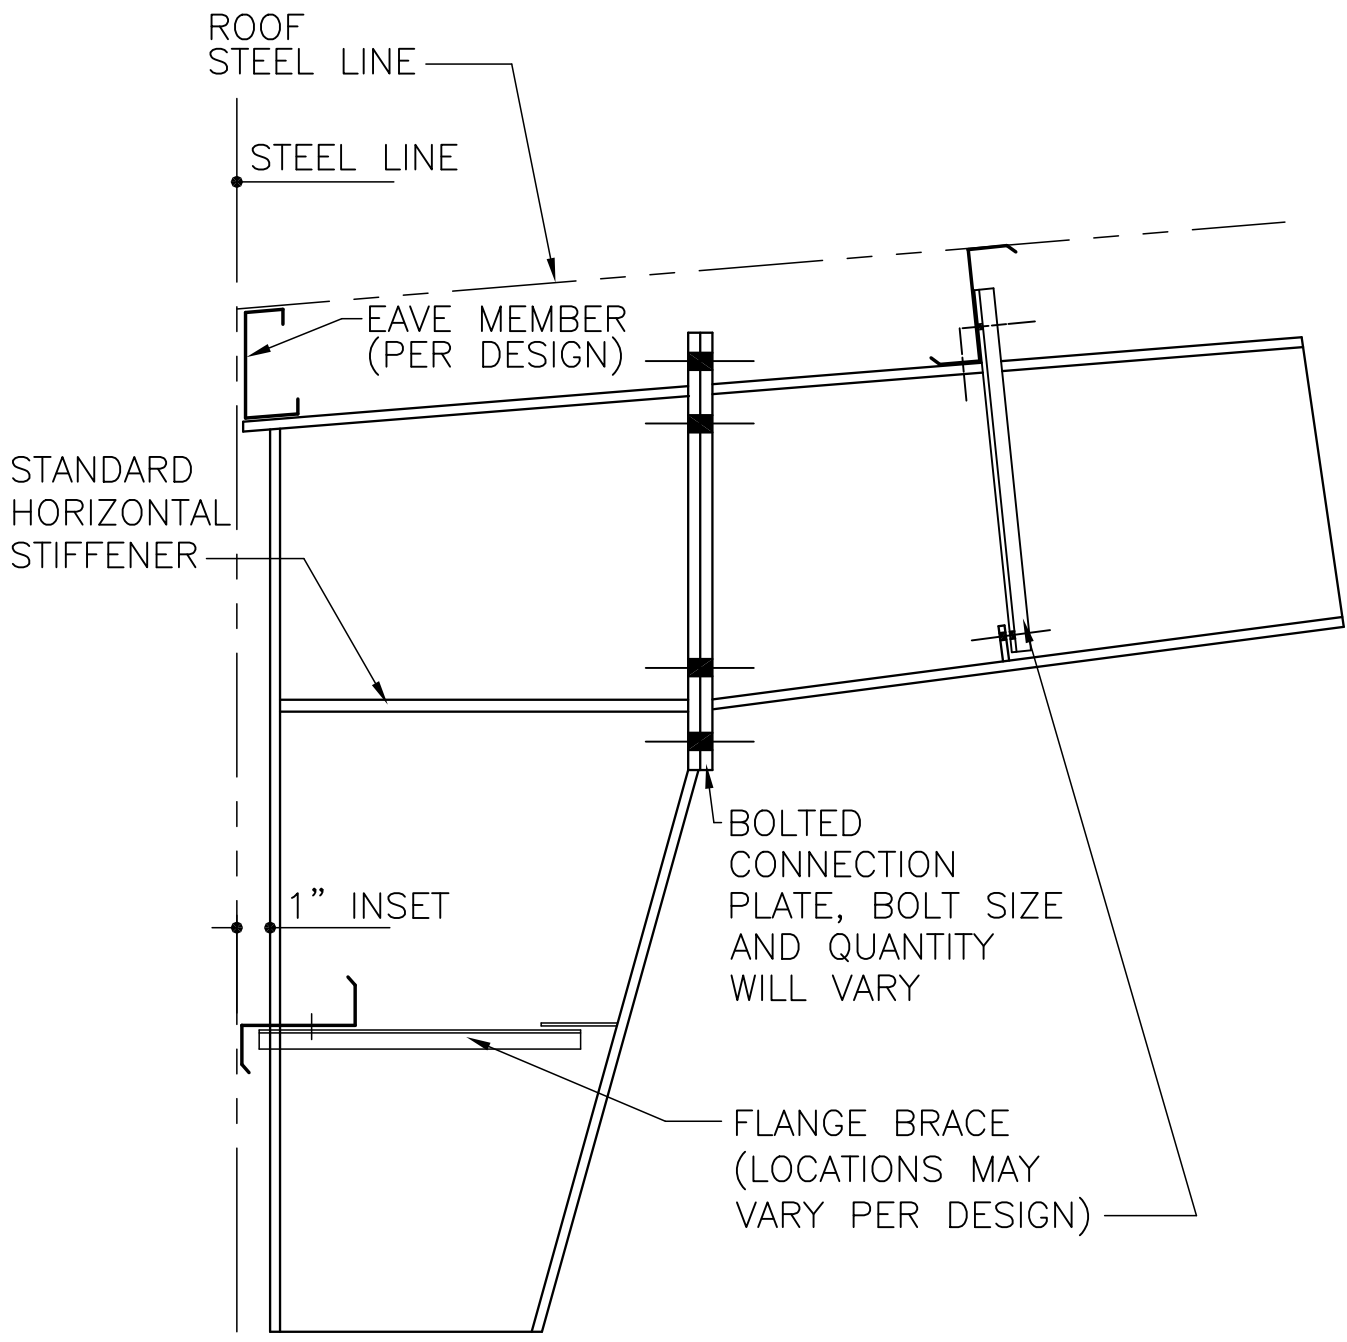 ROOF
STEEL LINE
STEEL LINE
EAVE MEMBER
(PER DESIGN)
STANDARD
HORIZONTAL
STIFFENER
BOLTED
CONNECTION
PLATE, BOLT SIZE
AND QUANTITY
WILL VARY
1” INSET
FLANGE BRACE
(LOCATIONS MAY
VARY PER DESIGN)